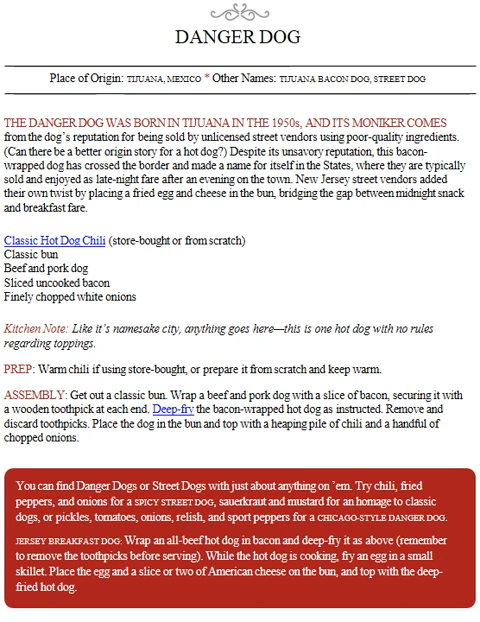 DANGER DOG
Place of Origin: TIJUANA, MEXICO * Other Names: TIJUANA BACON DOG, STREET DOG
THE DANGER DOG WAS BORN IN TIJUANA IN THE 1950s, AND ITS MONIKER COMES
from the dog's reputation for being sold by unlicensed street vendors using poor-quality ingredients.
(Can there be a better origin story for a hot dog?) Despite its unsavory reputation, this bacon-
wrapped dog has crossed the border and made a name for itself in the States, where they are typically
sold and enjoyed as late-night fare after an evening on the town. New Jersey street vendors added
their own twist by placing a fried egg and cheese in the bun, bridging the gap between midnight snack
and breakfast fare.
Classic Hot Dog Chili (store-bought or from scratch)
Classic bun
Beef and pork dog
Sliced uncooked bacon
Finely chopped white onions
Kitchen Note: Like it's namesake city, anything goes here—this is one hot dog with no rules
regarding toppings.
PREP: Warm chili if using store-bought, or prepare it from scratch and keep warm.
ASSEMBLY: Get out a classic bun. Wrap a beef and pork dog with a slice of bacon, securing it with
a wooden toothpick at each end. Deep-fry the bacon-wrapped hot dog as instructed. Remove and
discard toothpicks. Place the dog in the bun and top with a heaping pile of chili and a handful of
chopped onions.
You can find Danger Dogs or Street Dogs with just about anything on 'em. Try chili, fried
peppers, and onions for a SPICY STREET DOG, sauerkraut and mustard for an homage to classic
dogs, or pickles, tomatoes, onions, relish, and sport peppers for a CHICAGO-STYLE DANGER DOG.
JERSEY BREAKFAST DOG: Wrap an all-beef hot dog in bacon and deep-fry it as above (remember
to remove the toothpicks before serving). While the hot dog is cooking, fry an egg in a small
skillet. Place the egg and a slice or two of American cheese on the bun, and top with the deep-
fried hot dog.